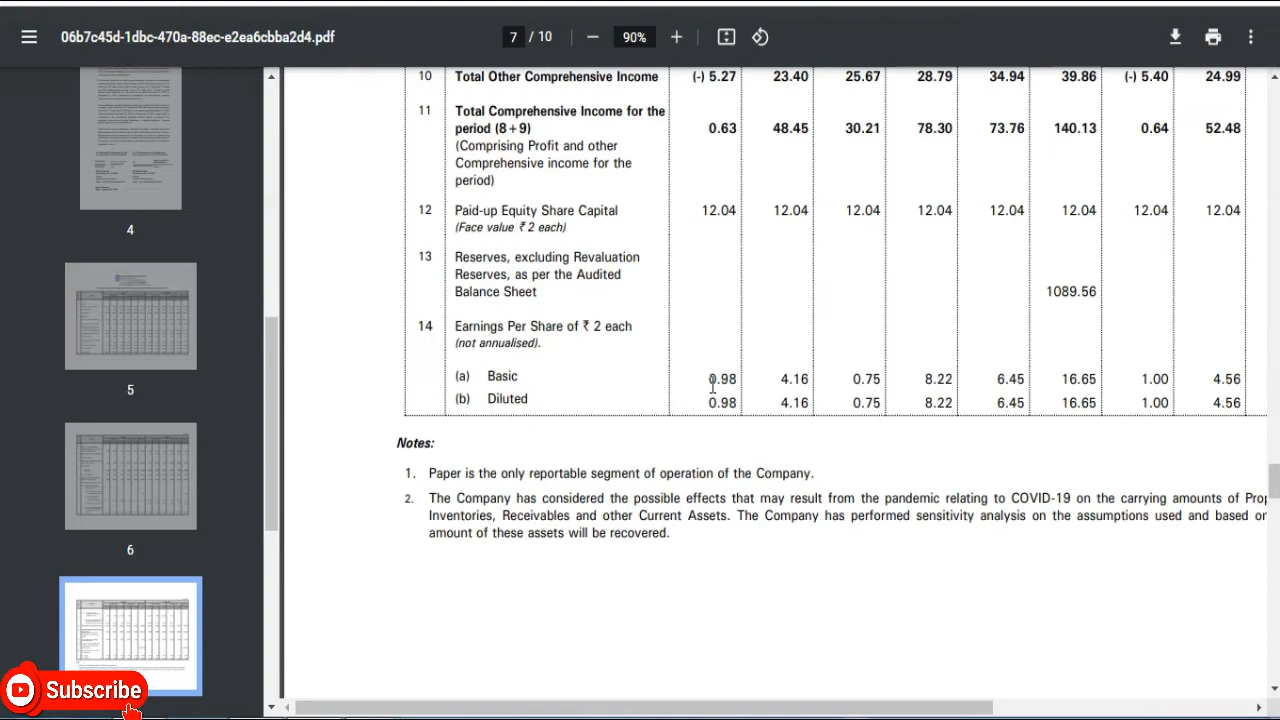 06b7c45d-1dbc-470a-88ec-e2ea6cbba2d4.pdf
7 / 10
90%
10 Total Other Comprehensive Income (-) 5.27 23.40 25.67 28.79 34.94 39.86 (-) 5.40 24.99
11 Total Comprehensive Income for the
period (8+9) 0.63 48.45 30.21 78.30 73.76 140.13 0.64 52.48
(Comprising Profit and other
Comprehensive income for the
period)
12 Paid-up Equity Share Capital 12.04 12.04 12.04 12.04 12.04 12.04 12.04 12.04
(Face value ₹ 2 each)
13 Reserves, excluding Revaluation
Reserves, as per the Audited
Balance Sheet 1089.56
14 Earnings Per Share of ₹ 2 each
(not annualised).
(a) Basic 0.98 4.16 0.75 8.22 6.45 16.65 1.00 4.56
(b) Diluted 0.98 4.16 0.75 8.22 6.45 16.65 1.00 4.56
Notes:
1. Paper is the only reportable segment of operation of the Company.
2. The Company has considered the possible effects that may result from the pandemic relating to COVID-19 on the carrying amounts of Prop
Inventories, Receivables and other Current Assets. The Company has performed sensitivity analysis on the assumptions used and based on
amount of these assets will be recovered.
4
5
6
Subscribe